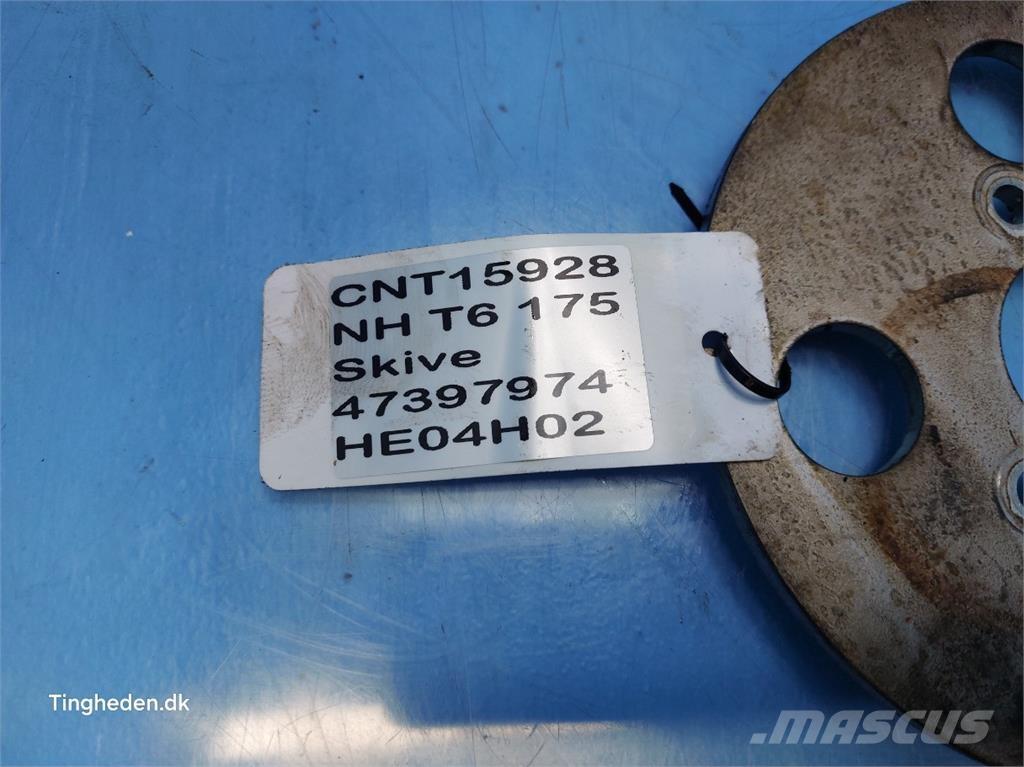 CNT15928
NH T6 175
Skive
47397974
HE04H02
Tingheden.dk
MASCUS